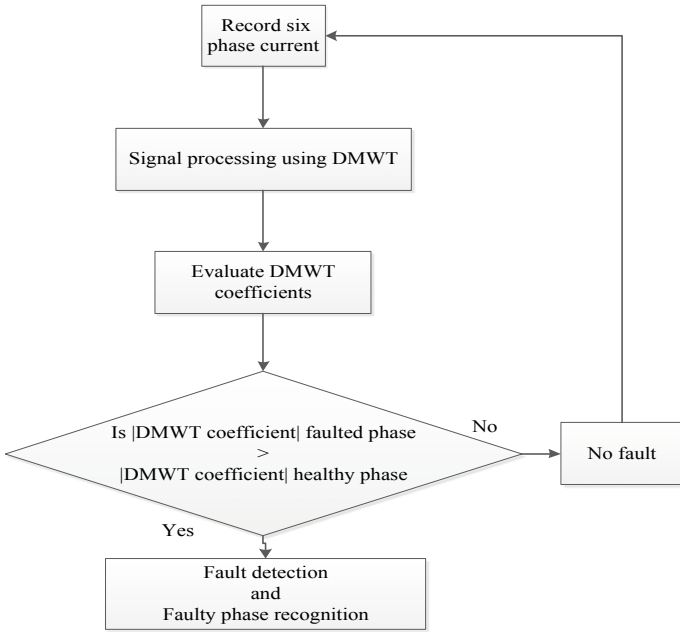 Record six
phase current
Signal processing using DMWT
Evaluate DMWT
coefficients
Is |DMWT coefficient| faulted phase
>
|DMWT coefficient| healthy phase
No
No fault
Yes
Fault detection
and
Faulty phase recognition